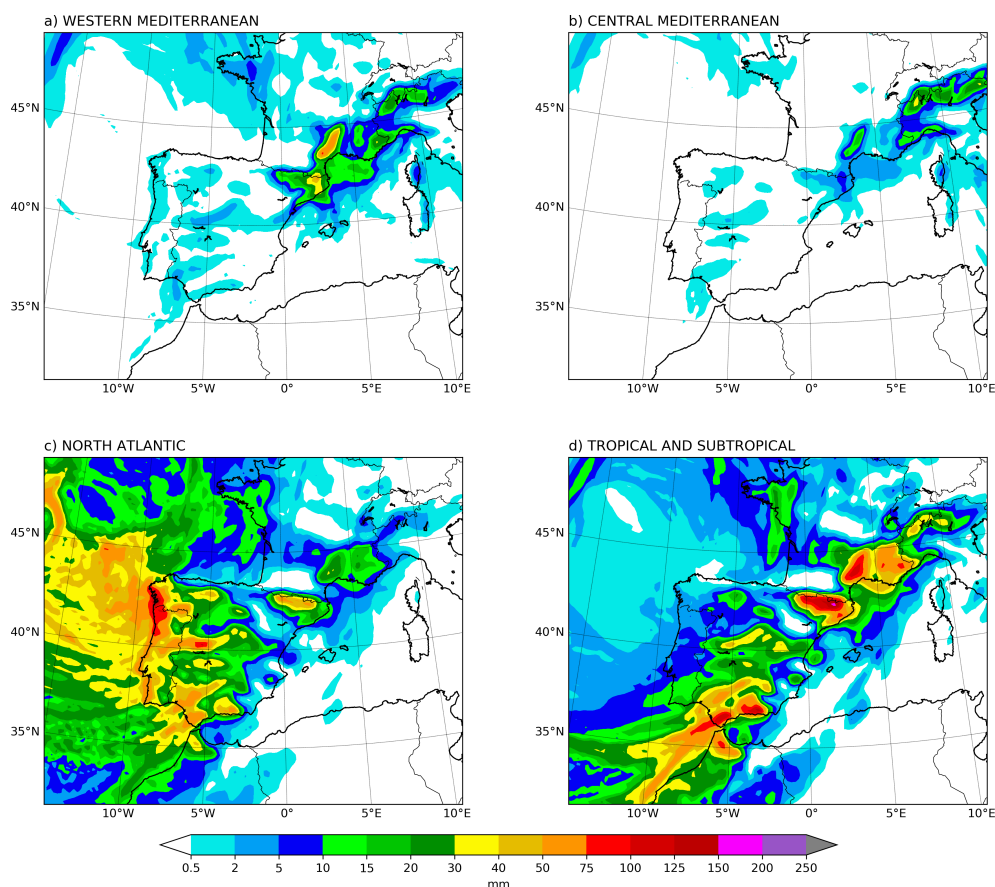 a) WESTERN MEDITERRANEAN
b) CENTRAL MEDITERRANEAN
45°N
45°N
40°N
40°N
35°N
35°N
10°W 5°W 0° 5°E 10°E
10°W 5°W 0° 5°E 10°E
c) NORTH ATLANTIC
d) TROPICAL AND SUBTROPICAL
45°N
45°N
40°N
40°N
35°N
35°N
10°W 5°W 0° 5°E 10°E
10°W 5°W 0° 5°E 10°E
0.5 2 5 10 15 20 30 40 50 75 100 125 150 200 250
mm